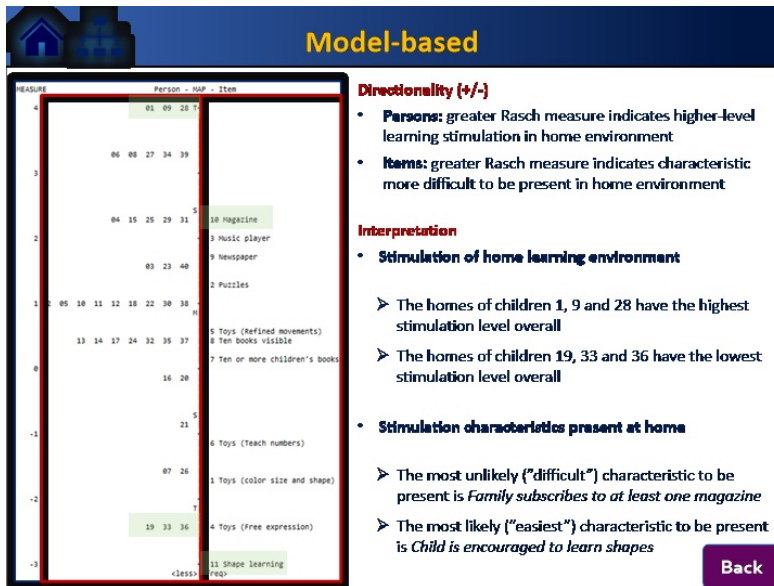 Model-based
MEASURE Person - MAP - Item
4 01 09 28 T
06 08 27 34 39
3
S
04 15 25 29 31 10 Magazine
2 3 Music player
9 Newspaper
03 23 40
2 Puzzles
1 05 10 11 12 18 22 30 38
M
5 Toys (Refined movements)
13 14 17 24 32 35 37 8 Ten books visible
7 Ten or more children's books
0
16 20
S
21
-1
6 Toys (Teach numbers)
07 26
1 Toys (color size and shape)
-2
T
19 33 36 4 Toys (Free expression)
11 Shape learning
-3
<less>
Directionality (+/-)
• Persons: greater Rasch measure indicates higher-level
learning stimulation in home environment
• Items: greater Rasch measure indicates characteristic
more difficult to be present in home environment
Interpretation
• Stimulation of home learning environment
➢ The homes of children 1, 9 and 28 have the highest
stimulation level overall
➢ The homes of children 19, 33 and 36 have the lowest
stimulation level overall
• Stimulation characteristics present at home
➢ The most unlikely ("difficult") characteristic to be
present is Family subscribes to at least one magazine
➢ The most likely ("easiest") characteristic to be present
is Child is encouraged to learn shapes
Back